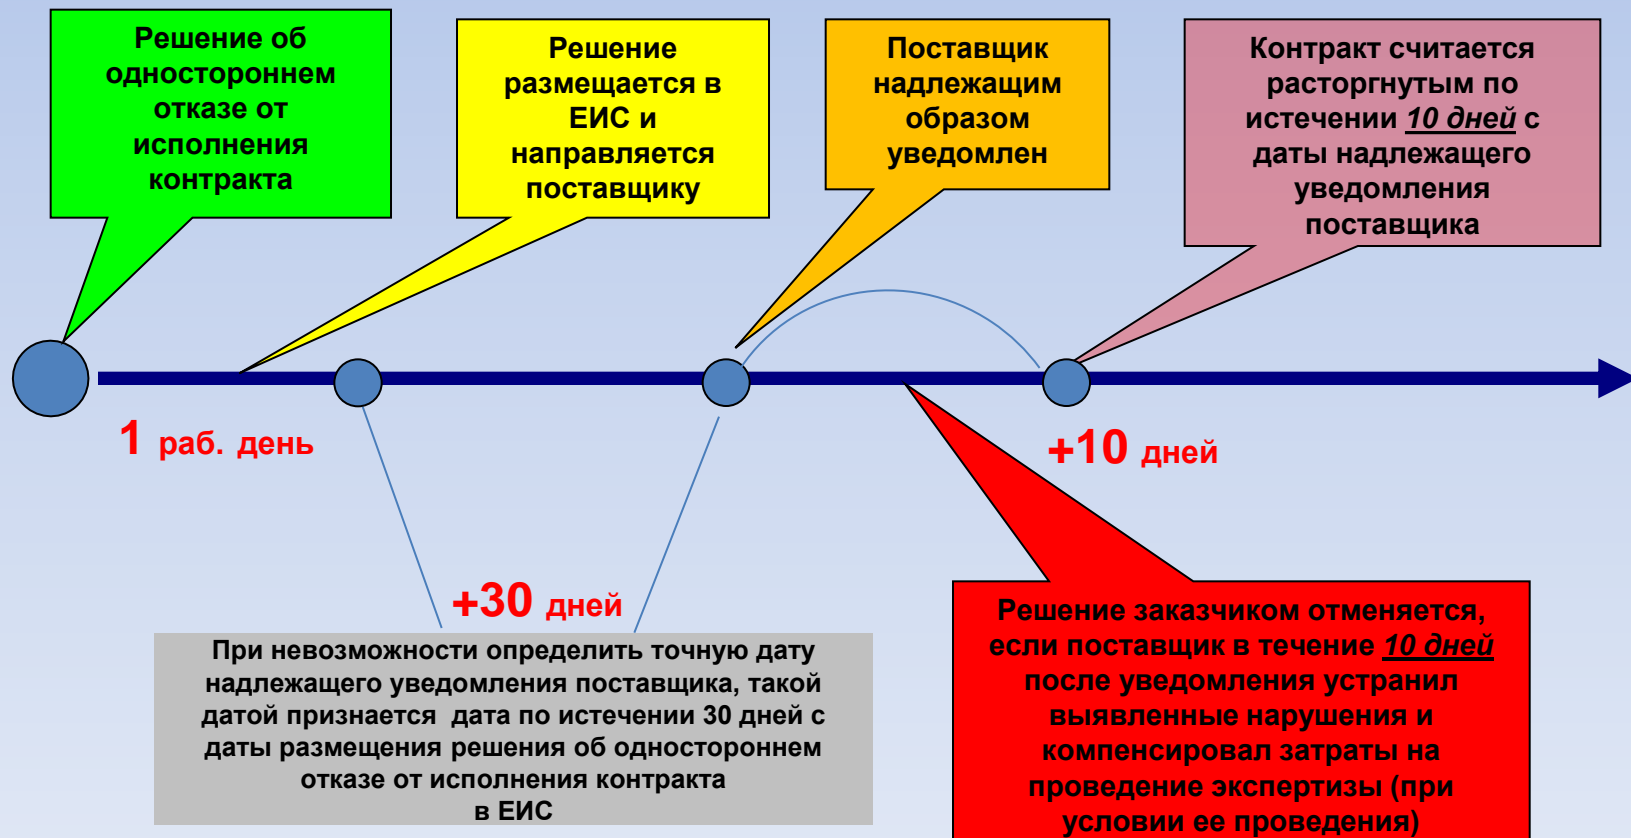 Решение об
одностороннем
отказе от
исполнения
контракта
Решение
размещается в
ЕИС и
направляется
поставщику
Поставщик
надлежащим
образом
уведомлен
Контракт считается
расторгнутым по
истечении 10 дней с
даты надлежащего
уведомления
поставщика
1 раб. день
+10 дней
+30 дней
При невозможности определить точную дату
надлежащего уведомления поставщика, такой
датой признается дата по истечении 30 дней с
даты размещения решения об одностороннем
отказе от исполнения контракта
в ЕИС
Решение заказчиком отменяется,
если поставщик в течение 10 дней
после уведомления устранил
выявленные нарушения и
компенсировал затраты на
проведение экспертизы (при
условии ее проведения)